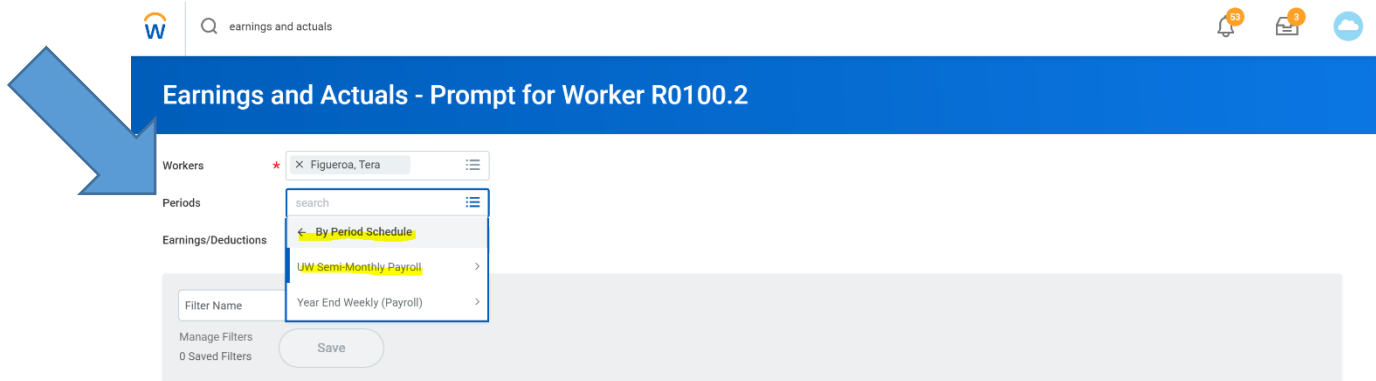 earnings and actuals
53
3
Earnings and Actuals - Prompt for Worker R0100.2
Workers * × Figueroa, Tera
Periods search
← By Period Schedule
Earnings/Deductions
UW Semi-Monthly Payroll >
Year End Weekly (Payroll) >
Filter Name
Manage Filters
0 Saved Filters
Save